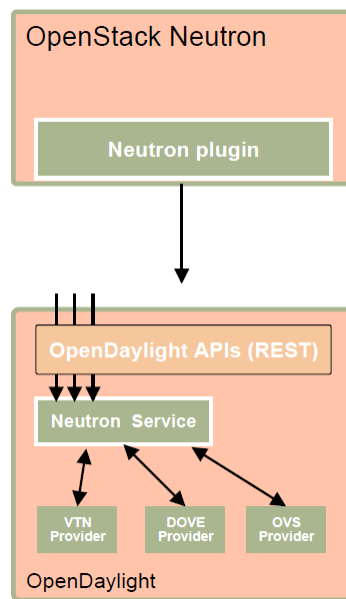 OpenStack Neutron
Neutron plugin
OpenDaylight APIs (REST)
Neutron Service
VTN
Provider
DOVE
Provider
OVS
Provider
OpenDaylight